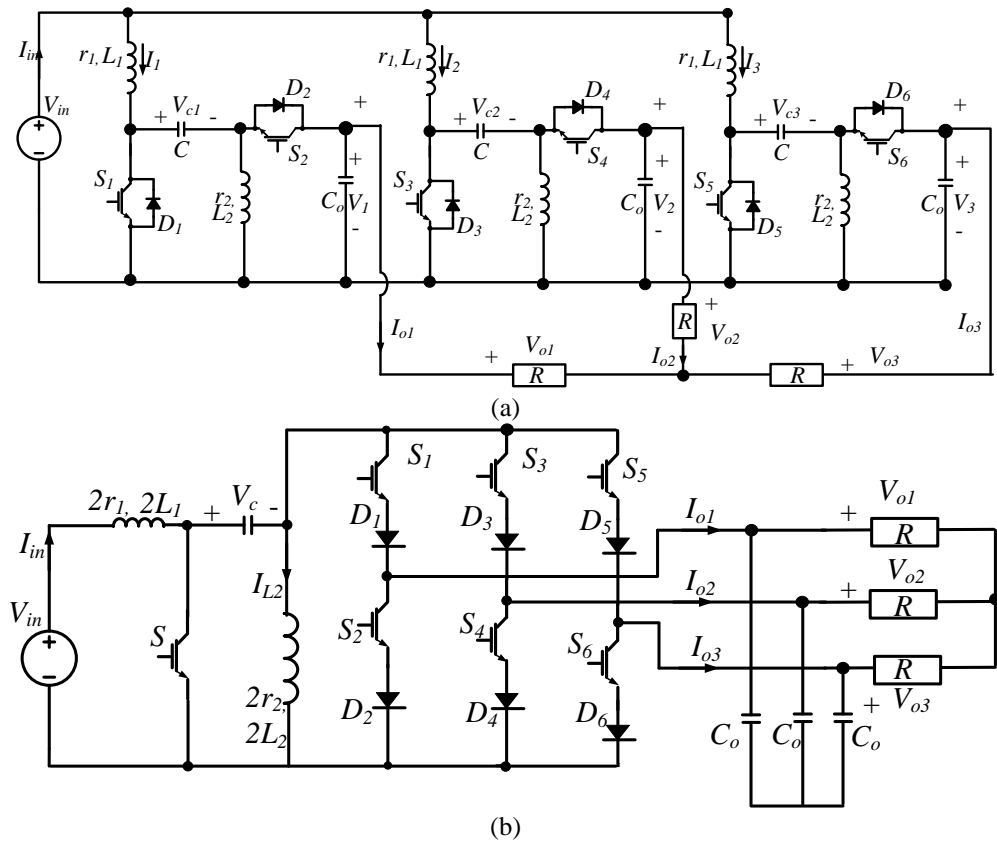 I_in
V_in
r_1, L_1
I_1
V_c1
+ -
C
D_2
S_2
+
S_1
D_1
r_2,
L_2
C_o
+
V_1
-
r_1, L_1
I_2
V_c2
+ -
C
D_4
S_4
+
S_3
D_3
r_2,
L_2
C_o
+
V_2
-
r_1, L_1
I_3
V_c3
+ -
C
D_6
S_6
+
S_5
D_5
r_2,
L_2
C_o
+
V_3
-
I_o1
+ V_o1
R
I_o2
R
+
V_o2
R
+ V_o3
I_o3
(a)
2r_1, 2L_1
+ V_c -
I_in
V_in
+
-
S
I_L2
2r_2,
2L_2
S_1
S_3
S_5
D_1
D_3
D_5
S_2
S_4
S_6
D_2
D_4
D_6
I_o1
I_o2
I_o3
+ V_o1
R
+ V_o2
R
R
+ V_o3
C_o
C_o
C_o
(b)